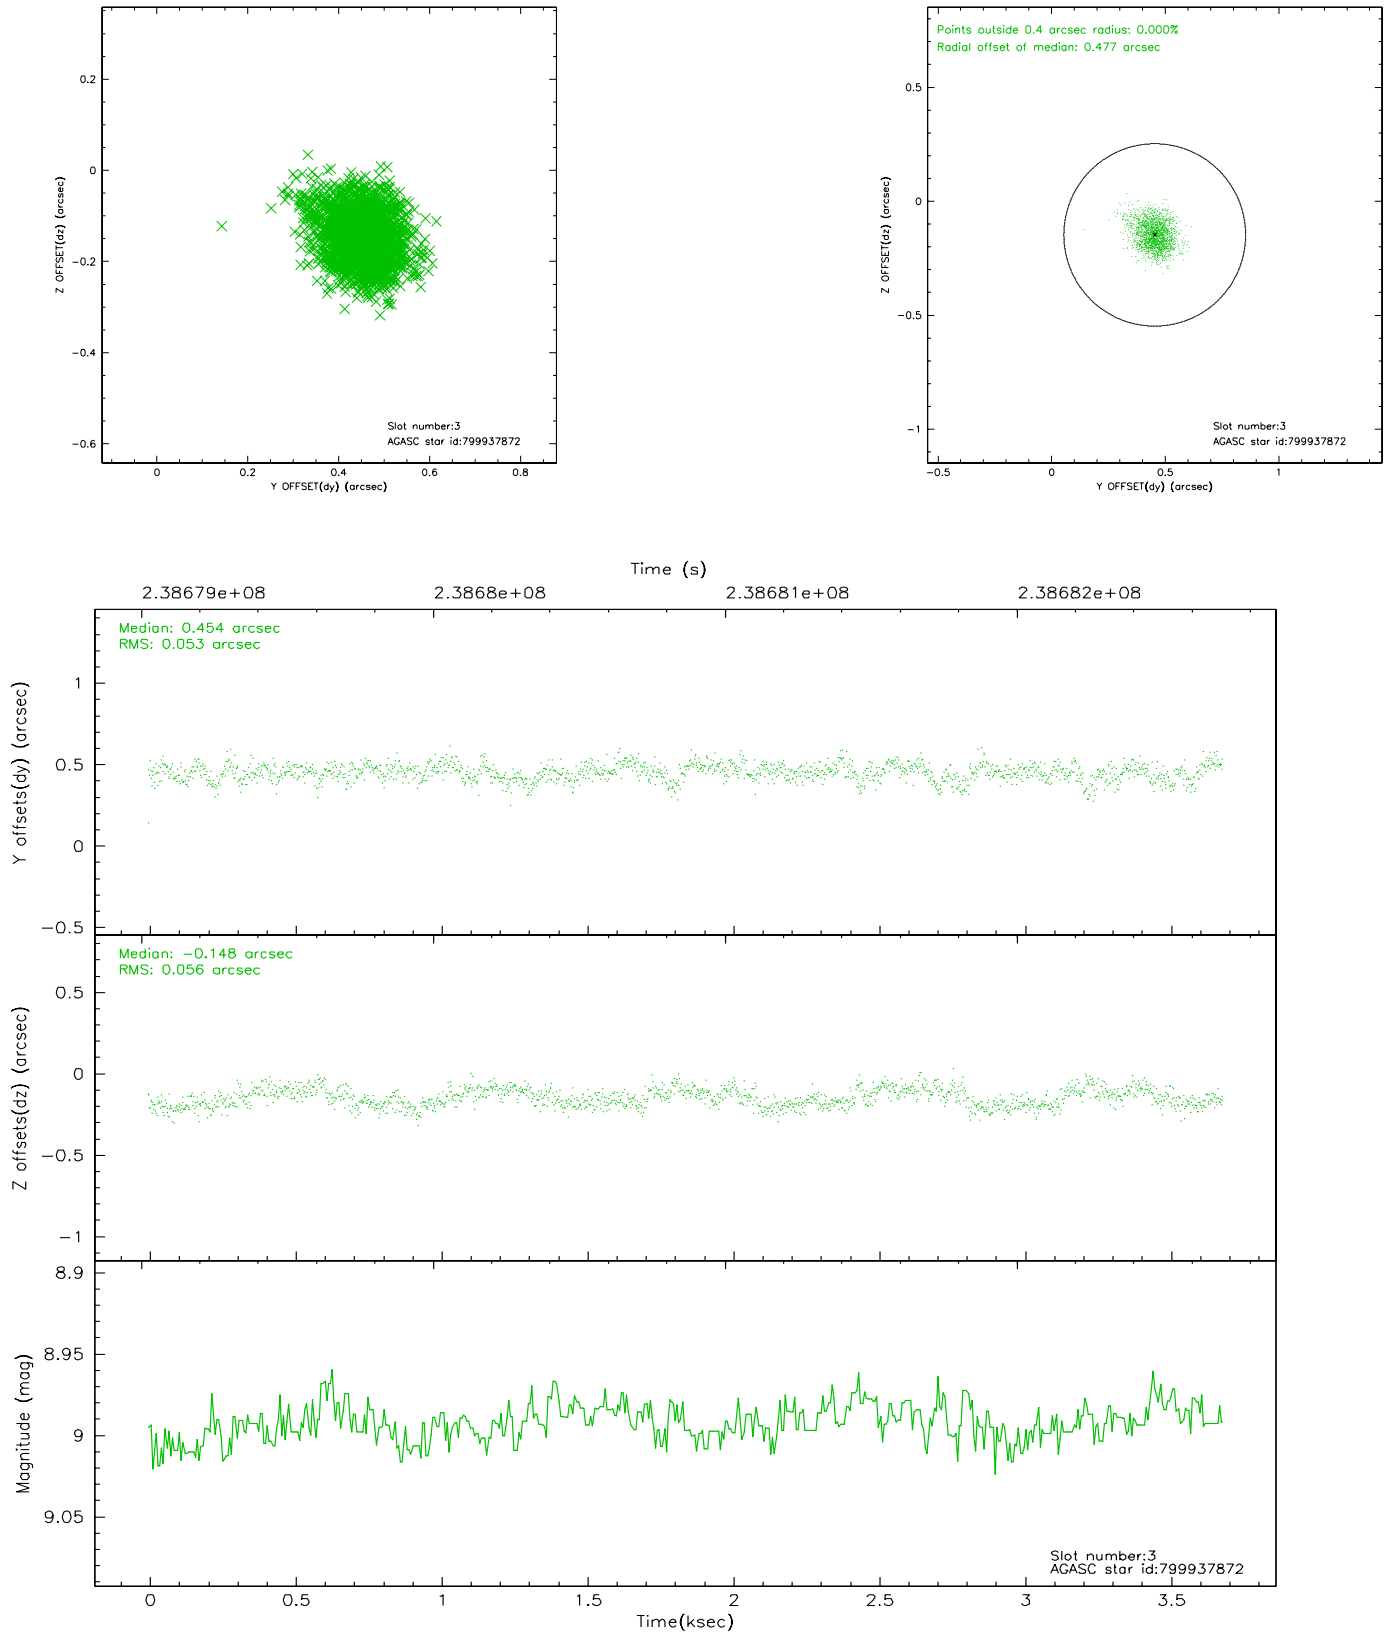 0.2
0
−0.2
−0.4
−0.6
Z OFFSET(dz) (arcsec)
0
0.2
0.4
0.6
0.8
Y OFFSET(dy) (arcsec)
Slot number:3
AGASC star id:799937872
Points outside 0.4 arcsec radius: 0.000%
Radial offset of median: 0.477 arcsec
0.5
0
−0.5
−1
Z OFFSET(dz) (arcsec)
−0.5
0
0.5
1
Y OFFSET(dy) (arcsec)
Slot number:3
AGASC star id:799937872
Time (s)
2.38679e+08
2.3868e+08
2.38681e+08
2.38682e+08
Median: 0.454 arcsec
RMS: 0.053 arcsec
1
0.5
0
−0.5
Y offsets(dy) (arcsec)
Median: −0.148 arcsec
RMS: 0.056 arcsec
0.5
0
−0.5
−1
Z offsets(dz) (arcsec)
8.9
8.95
9
9.05
Magnitude (mag)
Slot number:3
AGASC star id:799937872
0
0.5
1
1.5
2
2.5
3
3.5
Time(ksec)